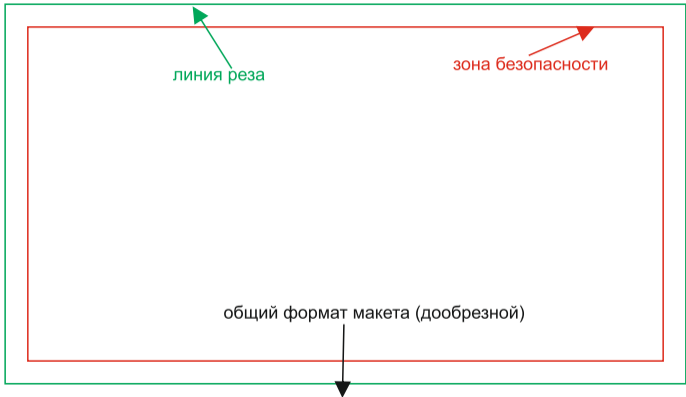 зона безопасности
линия реза
общий формат макета (дообрезной)